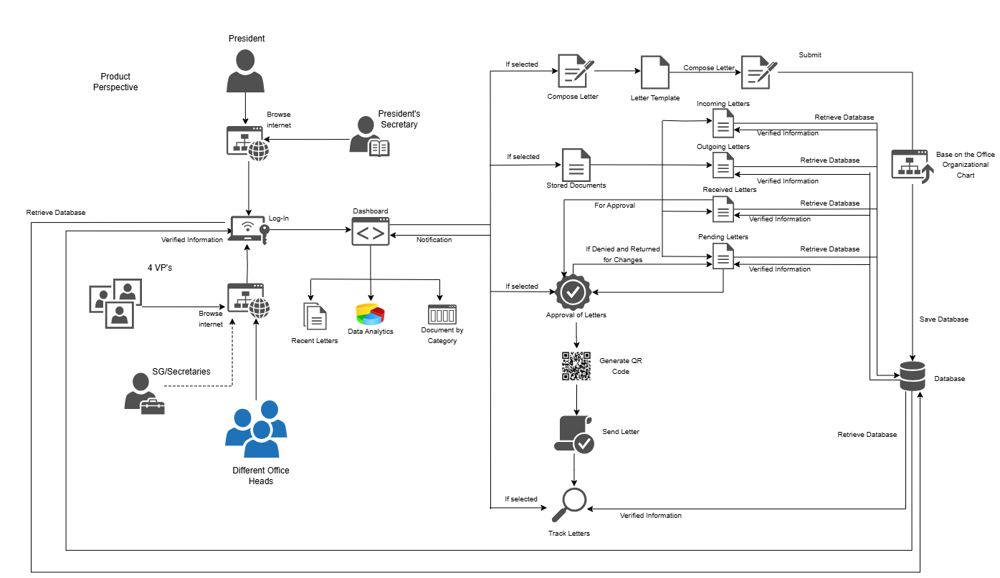 President
Product
Perspective
Browse
internet
President's
Secretary
Retrieve Database
Log-In
Verified Information
Dashboard
Notification
4 VP's
Browse
internet
SG/Secretaries
Different Office
Heads
Recent Letters
Data Analytics
Document by
Category
If selected
Compose Letter
Letter Template
Compose Letter
Submit
Incoming Letters
Retrieve Database
Verified Information
If selected
Stored Documents
Outgoing Letters
Retrieve Database
Verified Information
Base on the Office
Organizational
Chart
Received Letters
For Approval
Retrieve Database
Verified Information
Pending Letters
If Denied and Returned
for Changes
Retrieve Database
Verified Information
If selected
Approval of Letters
Save Database
Generate QR
Code
Database
Send Letter
Retrieve Database
If selected
Verified Information
Track Letters